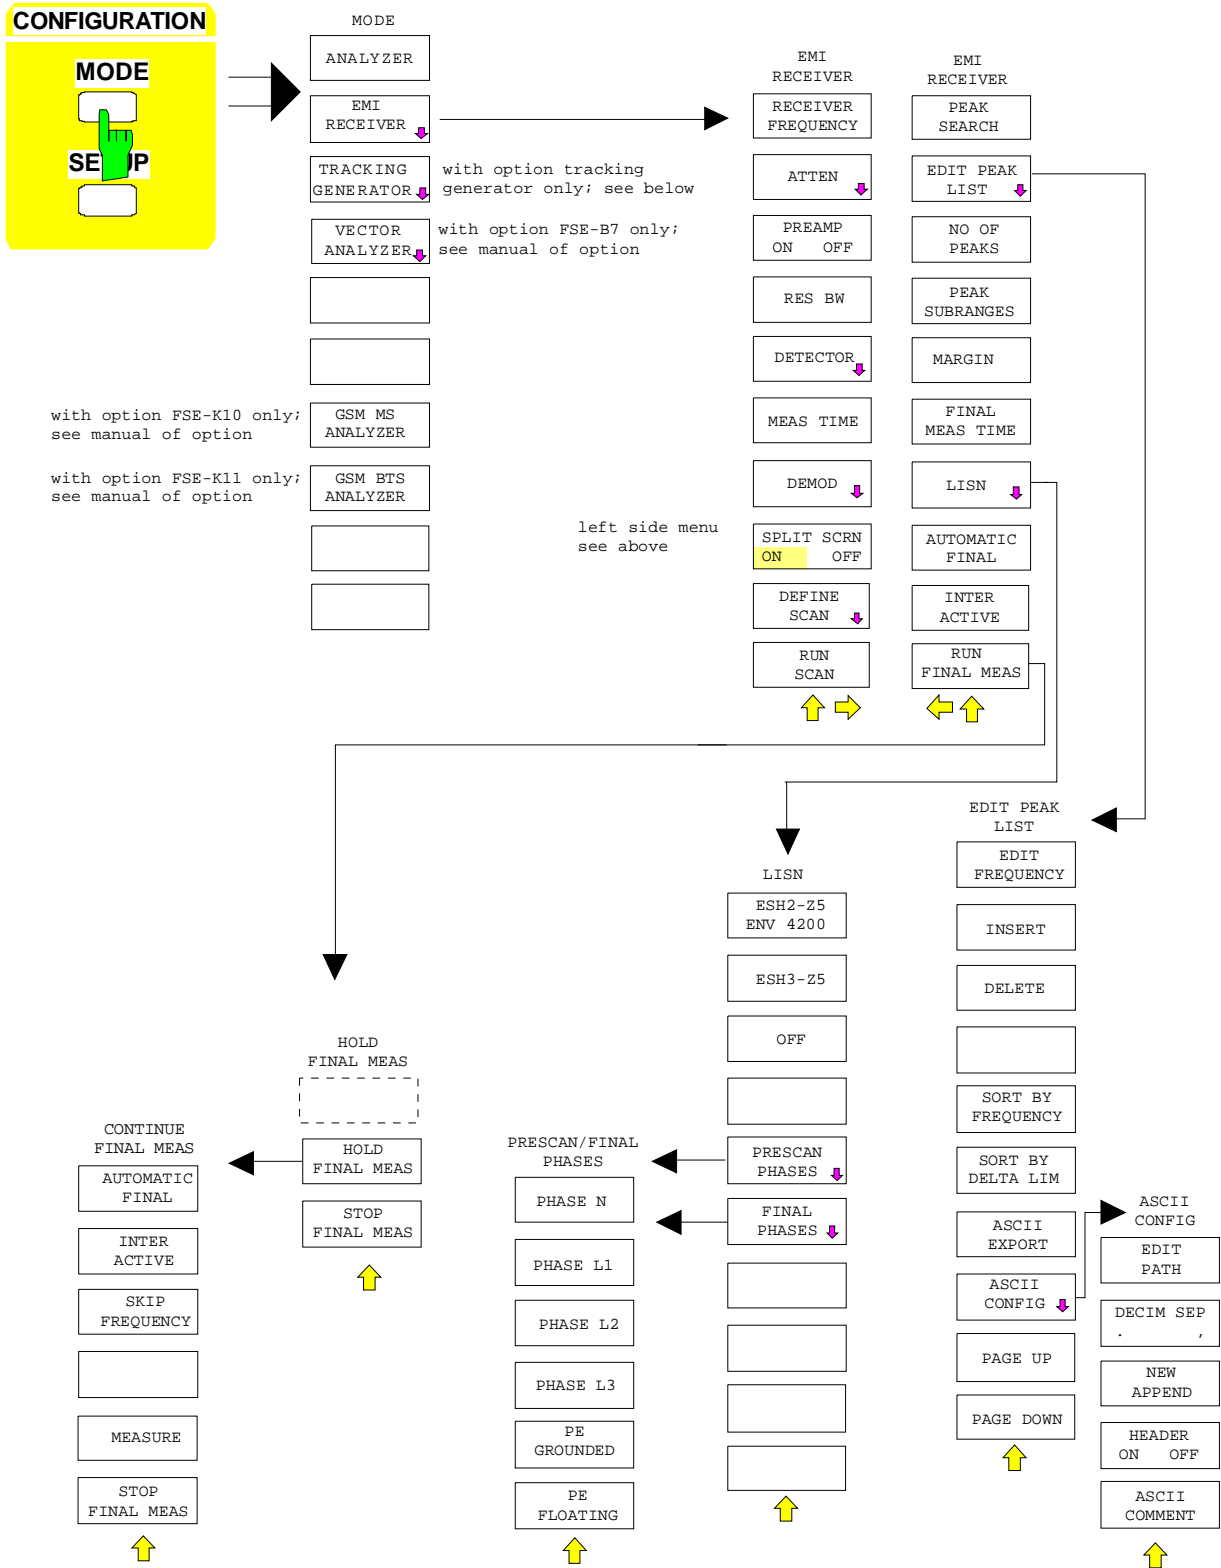 CONFIGURATION
MODE
SETUP
MODE
ANALYZER
EMI
RECEIVER
TRACKING
GENERATOR
with option tracking
generator only; see below
VECTOR
ANALYZER
with option FSE-B7 only;
see manual of option
with option FSE-K10 only;
see manual of option
GSM MS
ANALYZER
with option FSE-K11 only;
see manual of option
GSM BTS
ANALYZER
left side menu
see above
EMI
RECEIVER
RECEIVER
FREQUENCY
ATTEN
PREAMP
ON OFF
RES BW
DETECTOR
MEAS TIME
DEMOD
SPLIT SCRN
ON OFF
DEFINE
SCAN
RUN
SCAN
EMI
RECEIVER
PEAK
SEARCH
EDIT PEAK
LIST
NO OF
PEAKS
PEAK
SUBRANGES
MARGIN
FINAL
MEAS TIME
LISN
AUTOMATIC
FINAL
INTER
ACTIVE
RUN
FINAL MEAS
CONTINUE
FINAL MEAS
AUTOMATIC
FINAL
INTER
ACTIVE
SKIP
FREQUENCY
MEASURE
STOP
FINAL MEAS
HOLD
FINAL MEAS
HOLD
FINAL MEAS
STOP
FINAL MEAS
PRESCAN/FINAL
PHASES
PHASE N
PHASE L1
PHASE L2
PHASE L3
PE
GROUNDED
PE
FLOATING
LISN
ESH2-Z5
ENV 4200
ESH3-Z5
OFF
PRESCAN
PHASES
FINAL
PHASES
EDIT PEAK
LIST
EDIT
FREQUENCY
INSERT
DELETE
SORT BY
FREQUENCY
SORT BY
DELTA LIM
ASCII
EXPORT
ASCII
CONFIG
PAGE UP
PAGE DOWN
ASCII
CONFIG
EDIT
PATH
DECIM SEP
. ,
NEW
APPEND
HEADER
ON OFF
ASCII
COMMENT